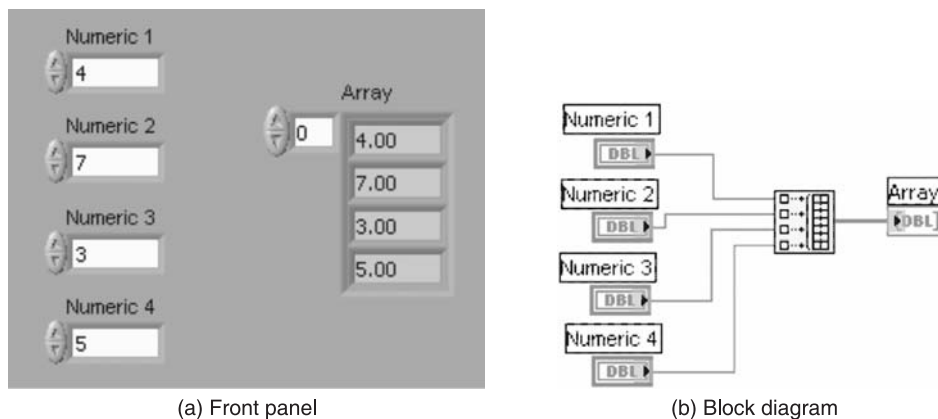 Numeric 1
4
Numeric 2
7
Numeric 3
3
Numeric 4
5
Array
0
4.00
7.00
3.00
5.00
(a) Front panel
Numeric 1
DBL
Numeric 2
DBL
Numeric 3
DBL
Numeric 4
DBL
Array
[DBL]
(b) Block diagram